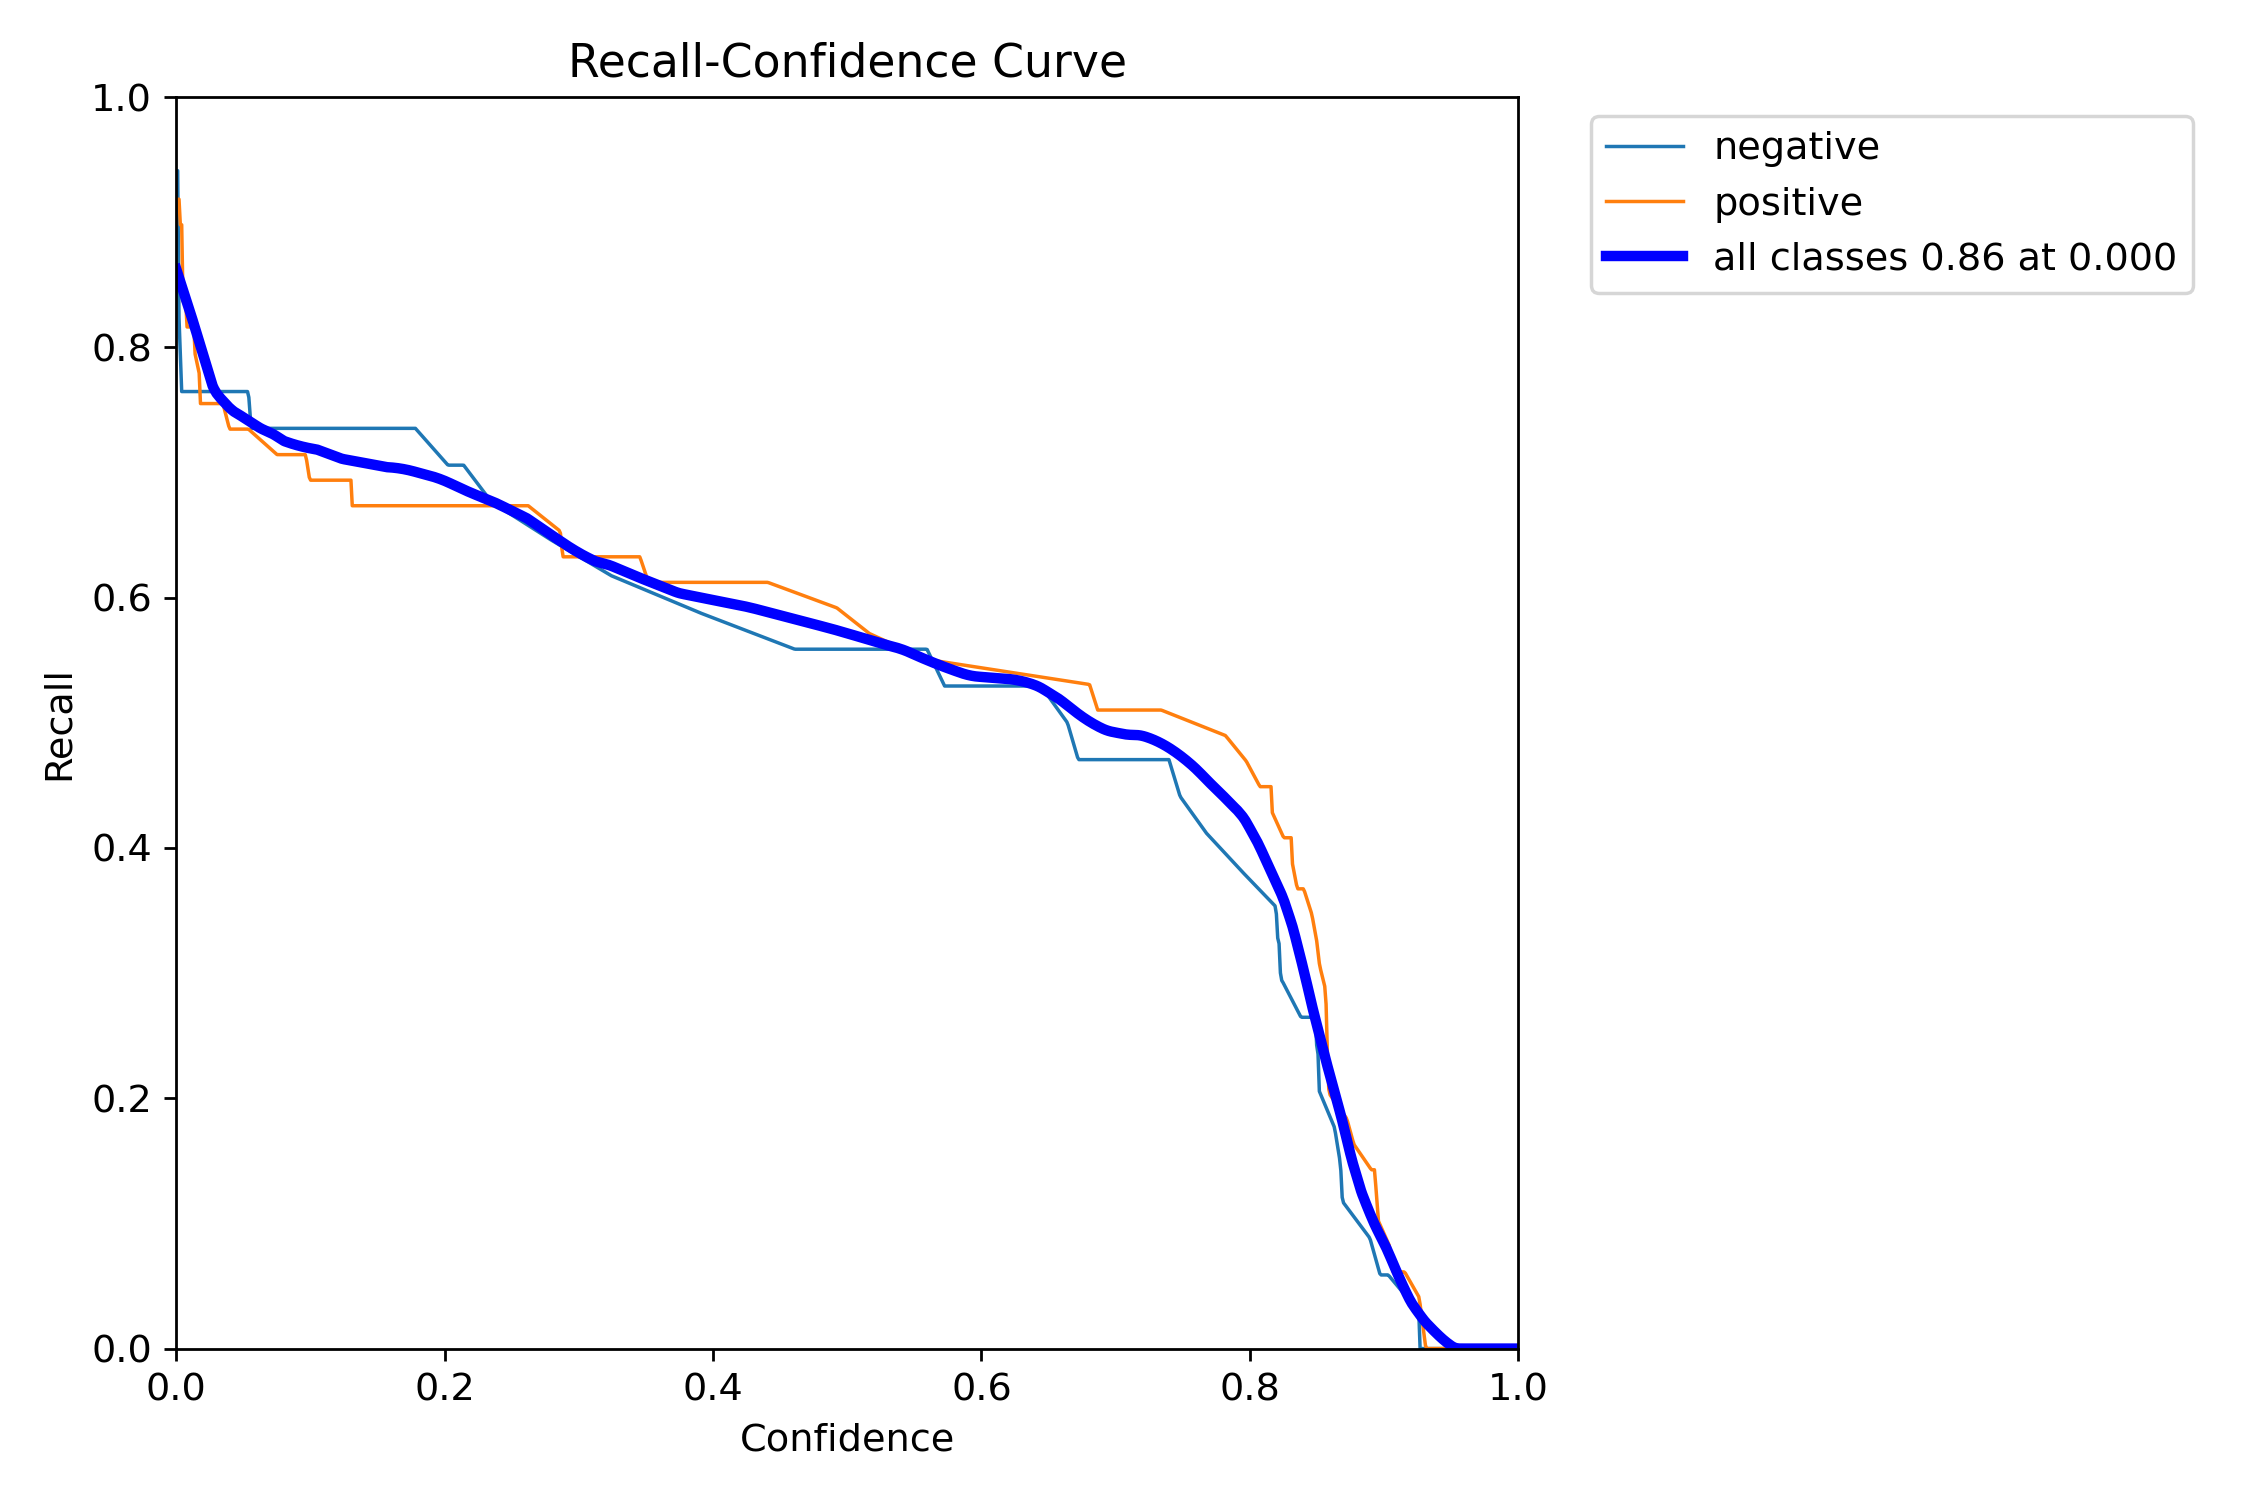 Recall-Confidence Curve
1.0
0.8
0.6
0.4
0.2
0.0
Recall
0.0 0.2 0.4 0.6 0.8 1.0
Confidence
negative
positive
all classes 0.86 at 0.000